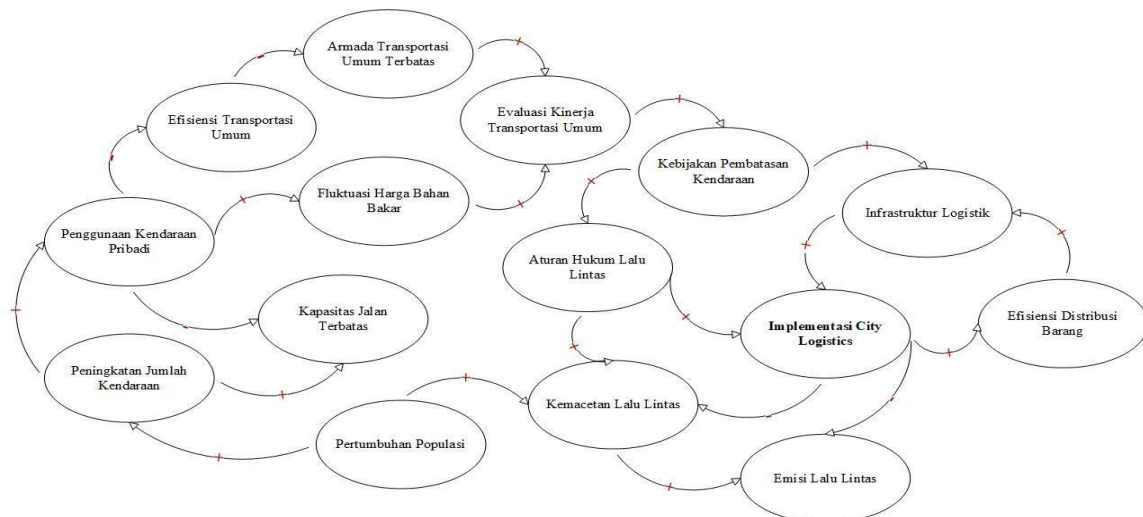 Armada Transportasi
Umum Terbatas
Efisiensi Transportasi
Umum
Evaluasi Kinerja
Transportasi Umum
Kebijakan Pembatasan
Kendaraan
Fluktuasi Harga Bahan
Bakar
Infrastruktur Logistik
Penggunaan Kendaraan
Pribadi
Aturan Hukum Lalu
Lintas
Kapasitas Jalan
Terbatas
Implementasi City
Logistics
Efisiensi Distribusi
Barang
Peningkatan Jumlah
Kendaraan
Kemacetan Lalu Lintas
Pertumbuhan Populasi
Emisi Lalu Lintas